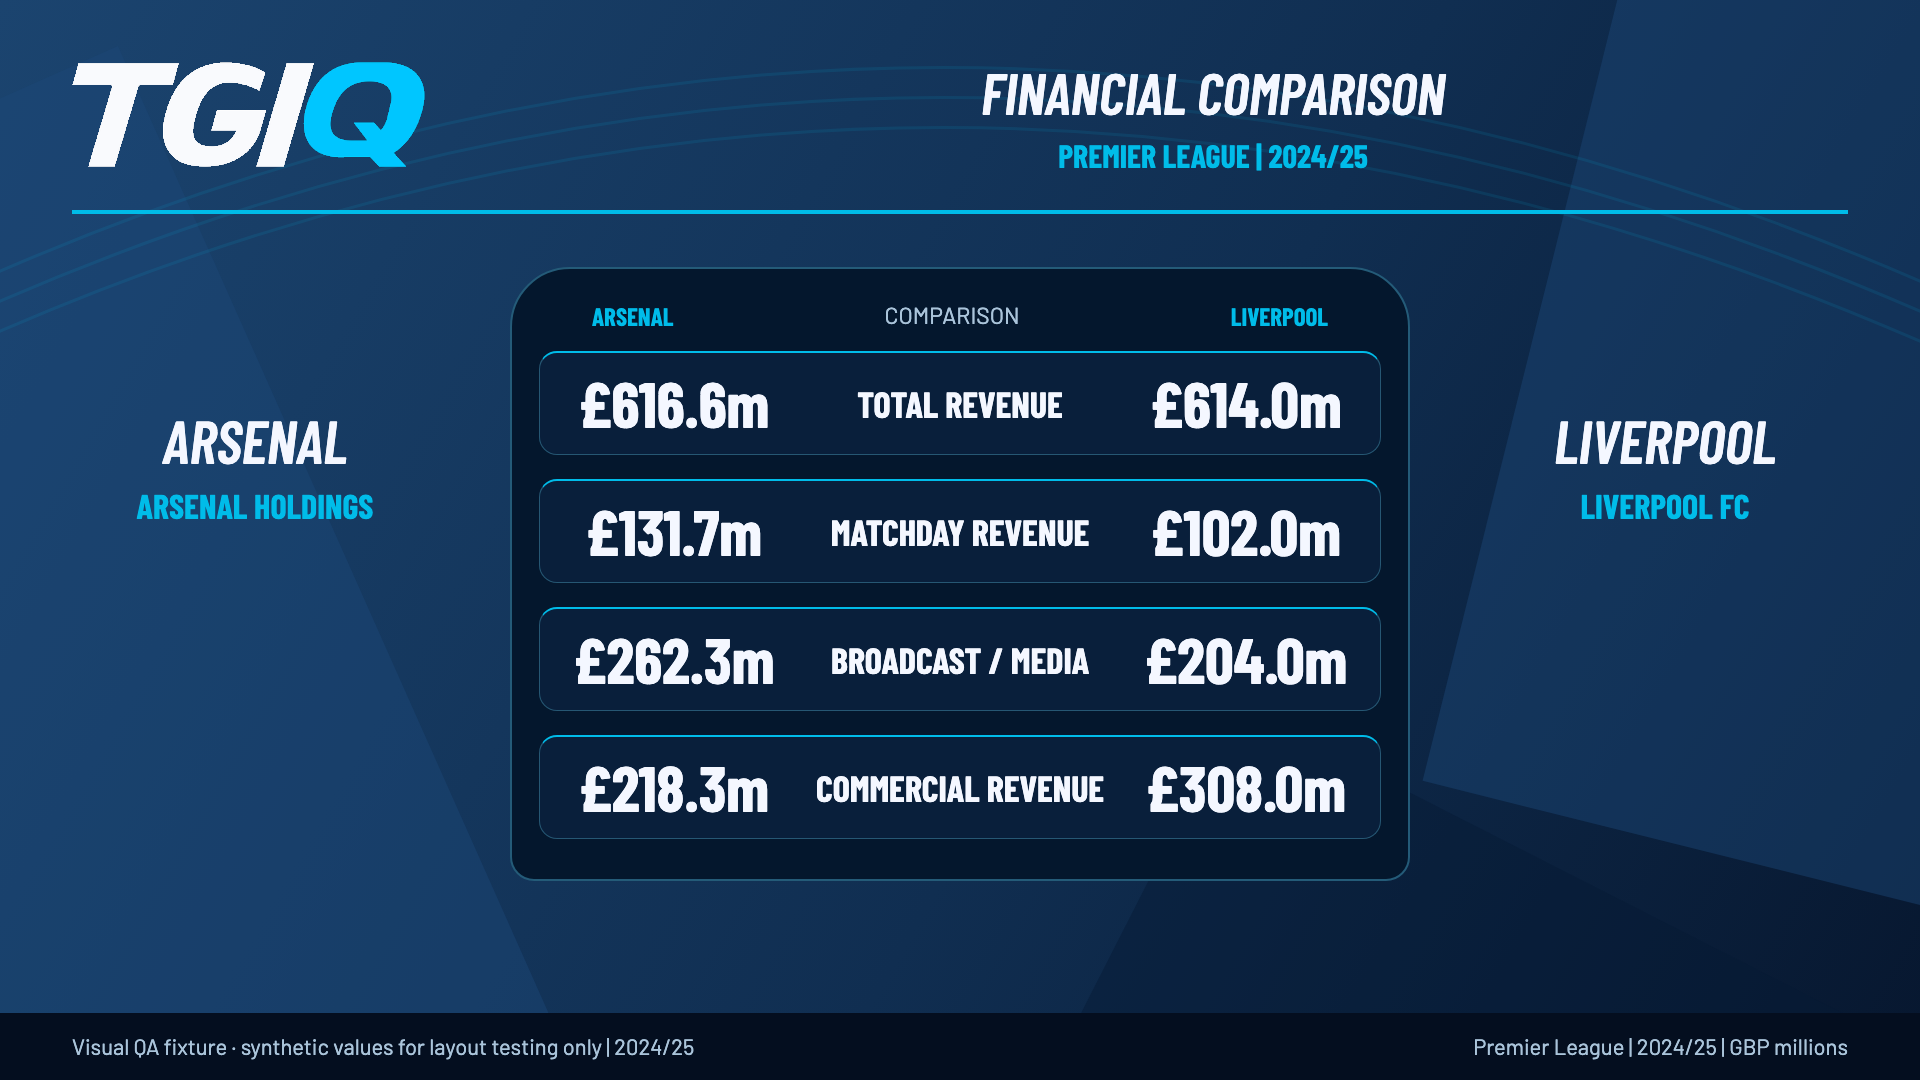 TGIQ
FINANCIAL COMPARISON
PREMIER LEAGUE | 2024/25
ARSENAL COMPARISON LIVERPOOL
£616.6m TOTAL REVENUE £614.0m
ARSENAL
ARSENAL HOLDINGS
LIVERPOOL
LIVERPOOL FC
£131.7m MATCHDAY REVENUE £102.0m
£262.3m BROADCAST / MEDIA £204.0m
£218.3m COMMERCIAL REVENUE £308.0m
Visual QA fixture · synthetic values for layout testing only | 2024/25
Premier League | 2024/25 | GBP millions